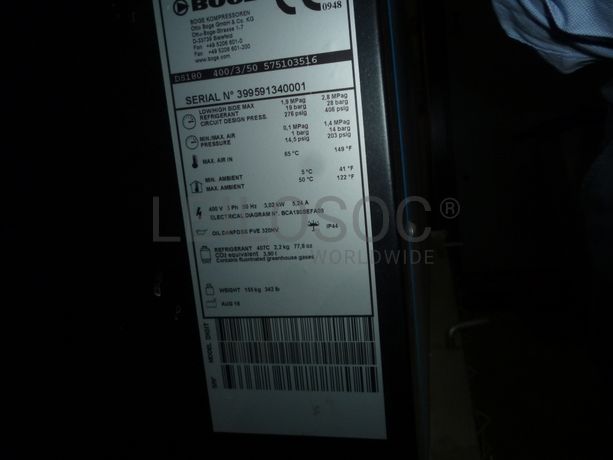 BOGE
0948
BOGE KOMPRESSOREN
Otto Boge GmbH & Co. KG
Otto-Boge-Strasse 1-7
D-33739 Bielefeld
Fon +49 5206 601-0
Fax +49 5206 601-200
www.boge.com
DS180 400/3/50 575103516
SERIAL N° 399591340001
LOW/HIGH SIDE MAX REFRIGERANT CIRCUIT DESIGN PRESS. 1,9 MPag 2,8 MPag
19 barg 28 barg
276 psig 406 psig
MIN./MAX. AIR PRESSURE 0,1 MPag 1,4 MPag
1 barg 14 barg
14,5 psig 203 psig
MAX. AIR IN 65 °C 149 °F
MIN. AMBIENT 5 °C 41 °F
MAX. AMBIENT 50 °C 122 °F
400 V 3 Ph 50 Hz 3,02 kW 5,24 A
ELECTRICAL DIAGRAM N°.
OIL DANFOSS PVE 320HV IP44
REFRIGERANT 407C 2,2 kg 77,6 oz
CO2 equivalent 3,90 t
Contains fluorinated greenhouse gases
WEIGHT 155 kg 342 lb
AUG 18
WORLDWIDE
MODEL
S/N°